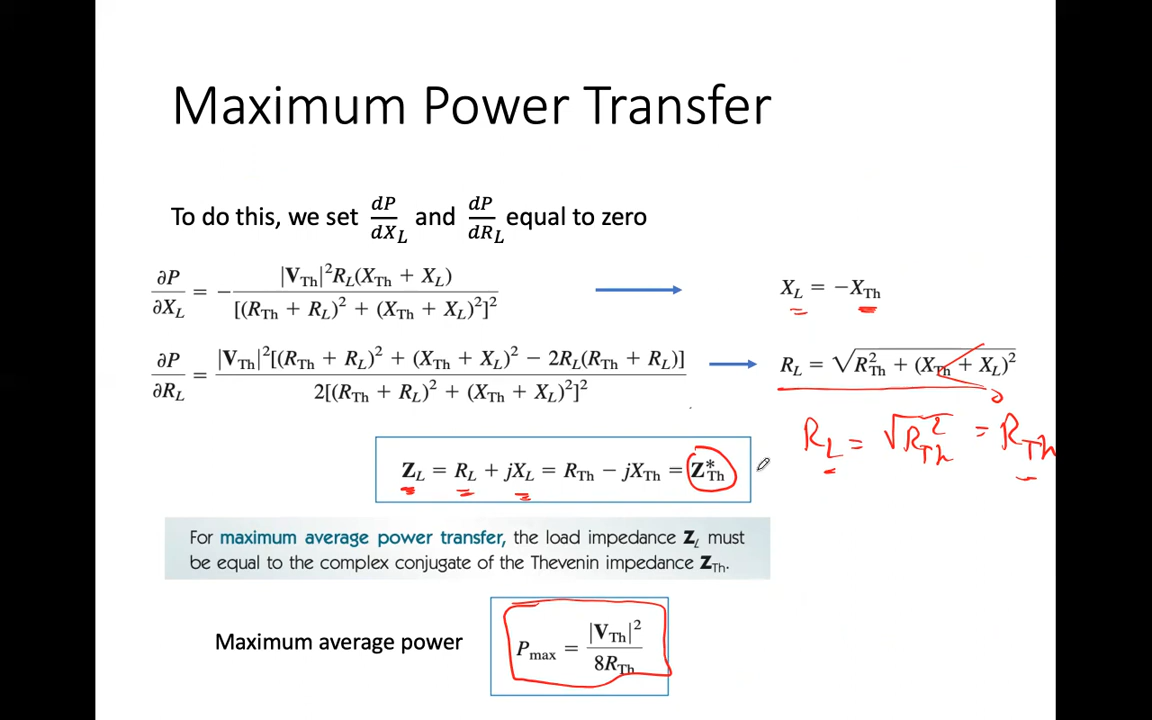 Maximum Power Transfer
To do this, we set dP/dX_L and dP/dR_L equal to zero
∂P/∂X_L = − |V_Th|²R_L(X_Th + X_L) / [(R_Th + R_L)² + (X_Th + X_L)²]²
X_L = −X_Th
∂P/∂R_L = |V_Th|²[(R_Th + R_L)² + (X_Th + X_L)² − 2R_L(R_Th + R_L)] / 2[(R_Th + R_L)² + (X_Th + X_L)²]²
R_L = √(R²_Th + (X_Th + X_L)²)
0
R_L = √(R_Th²) = R_Th
Z_L = R_L + jX_L = R_Th − jX_Th = Z*_Th
For maximum average power transfer, the load impedance Z_L must
be equal to the complex conjugate of the Thevenin impedance Z_Th.
Maximum average power
P_max = |V_Th|² / 8R_Th